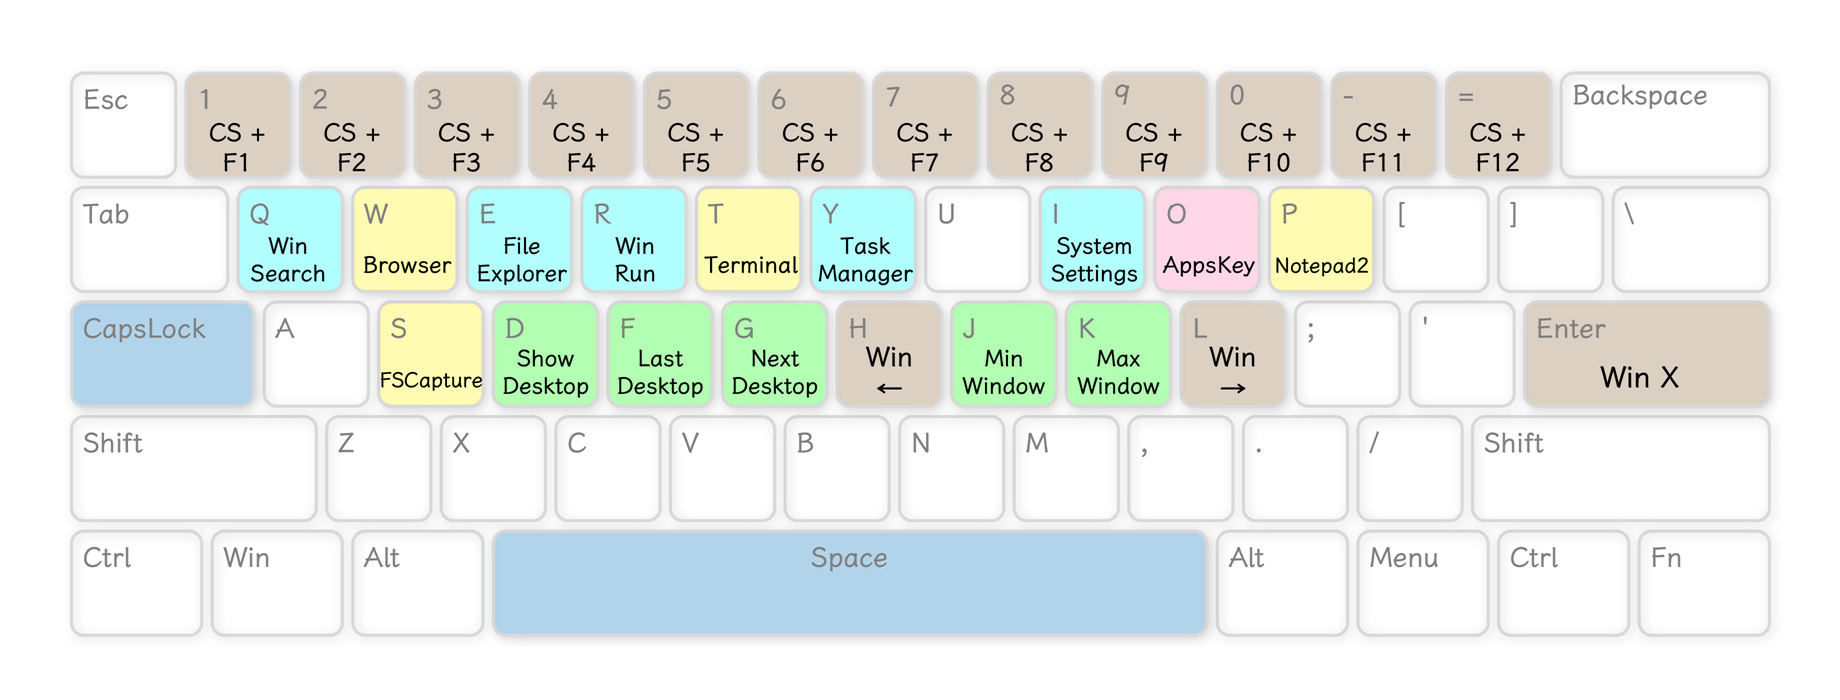 Esc
1
CS +
F1
2
CS +
F2
3
CS +
F3
4
CS +
F4
5
CS +
F5
6
CS +
F6
7
CS +
F7
8
CS +
F8
9
CS +
F9
0
CS +
F10
-
CS +
F11
=
CS +
F12
Backspace
Tab
Q
Win
Search
W
Browser
E
File
Explorer
R
Win
Run
T
Terminal
Y
Task
Manager
U
I
System
Settings
O
AppsKey
P
Notepad2
[
]
\
CapsLock
A
S
FSCapture
D
Show
Desktop
F
Last
Desktop
G
Next
Desktop
H
Win
←
J
Min
Window
K
Max
Window
L
Win
→
;
'
Enter
Win X
Shift
Z
X
C
V
B
N
M
,
.
/
Shift
Ctrl
Win
Alt
Space
Alt
Menu
Ctrl
Fn